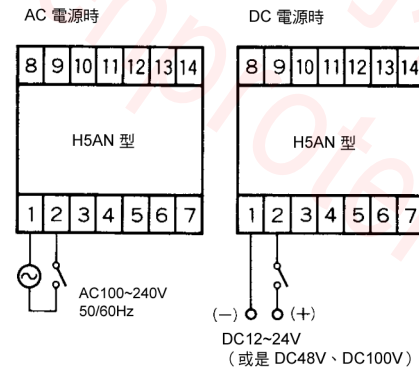 AC 電源時
8 9 10 11 12 13 14
H5AN 型
1 2 3 4 5 6 7
AC100~240V
50/60Hz
DC 電源時
8 9 10 11 12 13 14
H5AN 型
1 2 3 4 5 6 7
(—) (+)
DC12~24V
（或是 DC48V、DC100V）